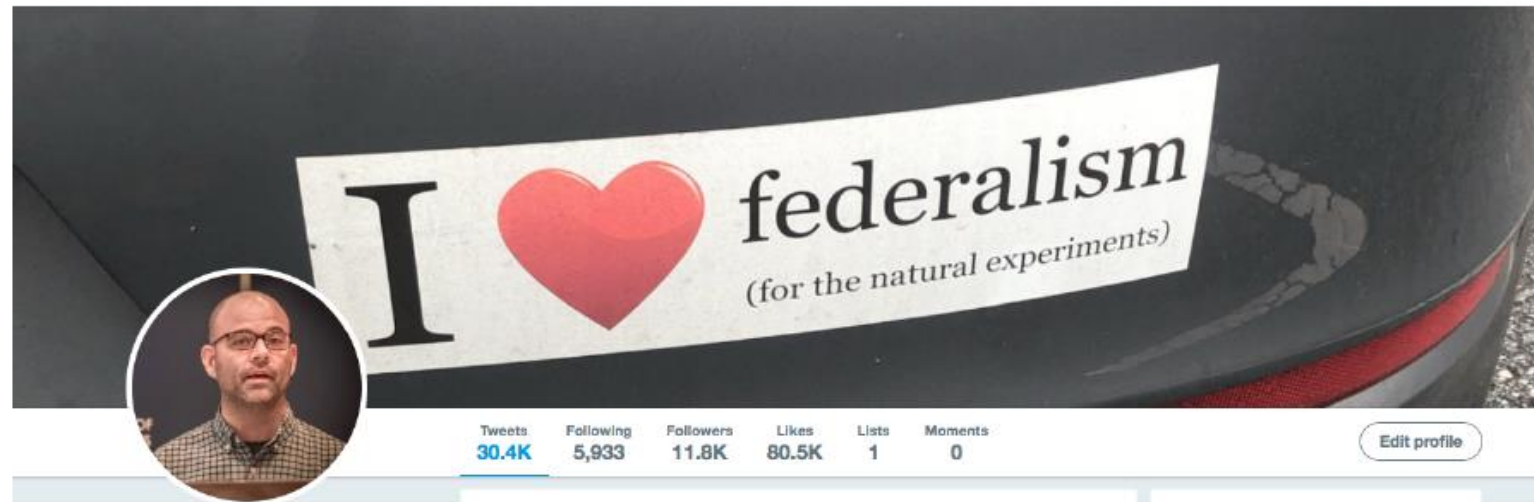 I ♥ federalism
(for the natural experiments)
Tweets Following Followers Likes Lists Moments
30.4K 5,933 11.8K 80.5K 1 0
Edit profile